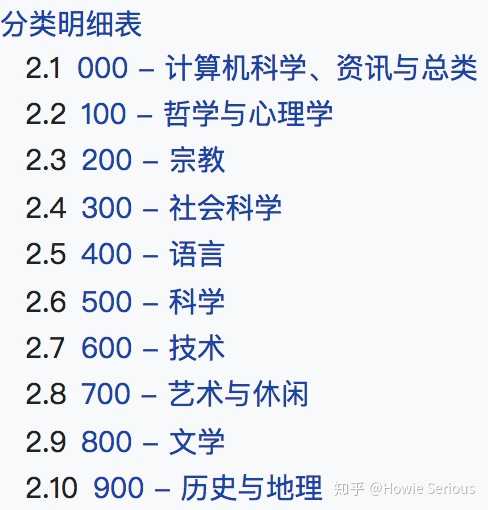 分类明细表
2.1 000 – 计算机科学、资讯与总类
2.2 100 – 哲学与心理学
2.3 200 – 宗教
2.4 300 – 社会科学
2.5 400 – 语言
2.6 500 – 科学
2.7 600 – 技术
2.8 700 – 艺术与休闲
2.9 800 – 文学
2.10 900 – 历史与地理
知乎 @Howie Serious